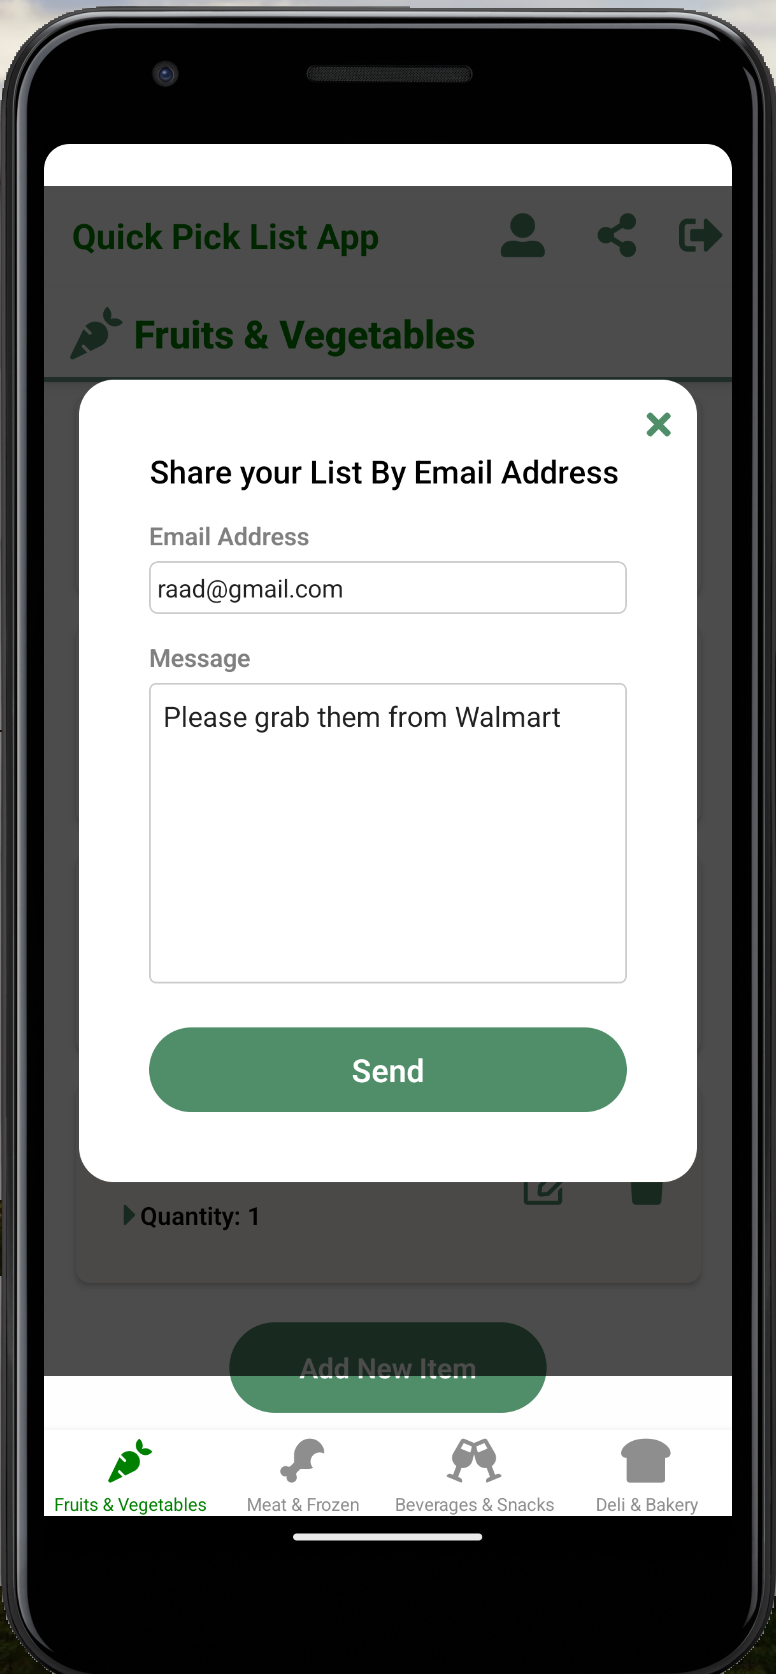 Quick Pick List App
Fruits & Vegetables
Share your List By Email Address
Email Address
raad@gmail.com
Message
Please grab them from Walmart
Send
Quantity: 1
Add New Item
Fruits & Vegetables
Meat & Frozen
Beverages & Snacks
Deli & Bakery